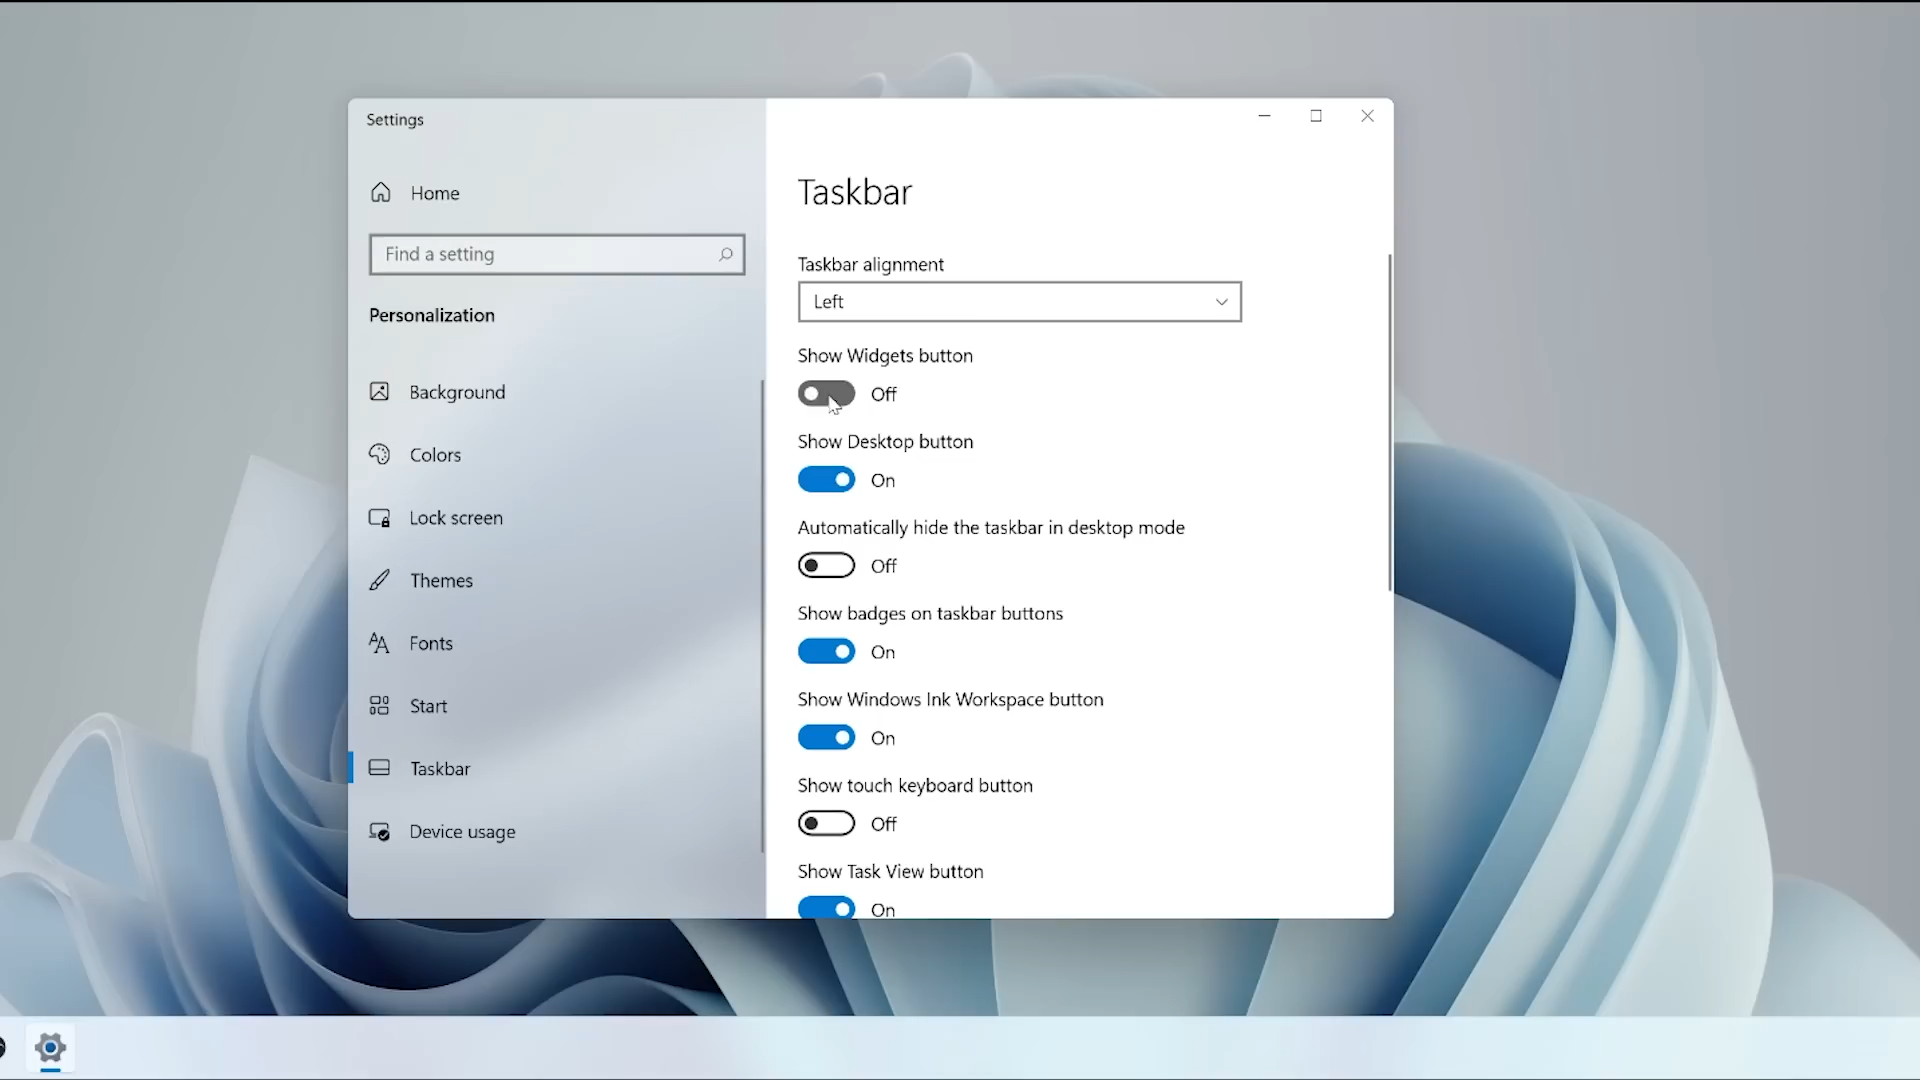 Settings
Home
Find a setting
Personalization
Background
Colors
Lock screen
Themes
Fonts
Start
Taskbar
Device usage
Taskbar
Taskbar alignment
Left
Show Widgets button
Off
Show Desktop button
On
Automatically hide the taskbar in desktop mode
Off
Show badges on taskbar buttons
On
Show Windows Ink Workspace button
On
Show touch keyboard button
Off
Show Task View button
On